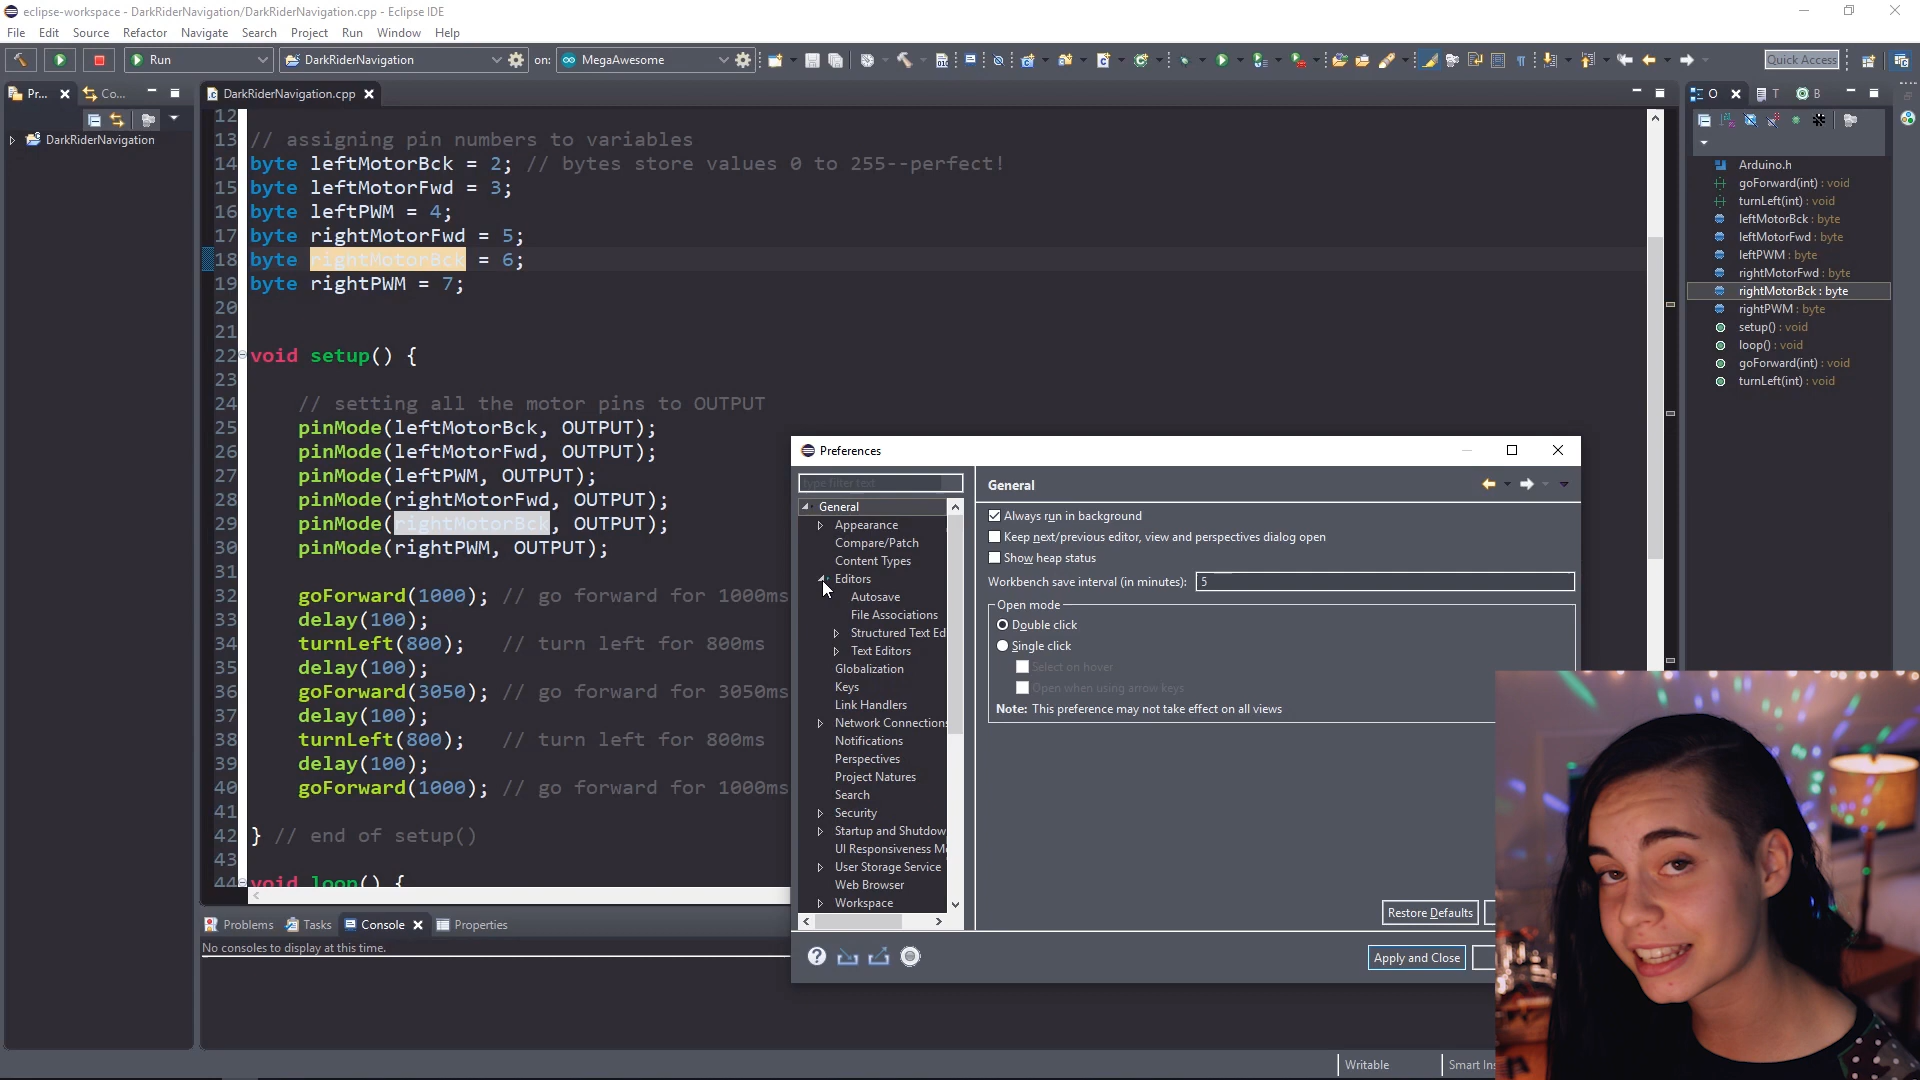 eclipse-workspace - DarkRiderNavigation/DarkRiderNavigation.cpp - Eclipse IDE
File Edit Source Refactor Navigate Search Project Run Window Help
Run DarkRiderNavigation on: MegaAwesome Quick Access
Pr... Co... DarkRiderNavigation.cpp O T B
DarkRiderNavigation
12
13 // assigning pin numbers to variables
14 byte leftMotorBck = 2; // bytes store values 0 to 255--perfect!
15 byte leftMotorFwd = 3;
16 byte leftPWM = 4;
17 byte rightMotorFwd = 5;
18 byte rightMotorBck = 6;
19 byte rightPWM = 7;
20
21
22 void setup() {
23
24 // setting all the motor pins to OUTPUT
25 pinMode(leftMotorBck, OUTPUT);
26 pinMode(leftMotorFwd, OUTPUT);
27 pinMode(leftPWM, OUTPUT);
28 pinMode(rightMotorFwd, OUTPUT);
29 pinMode(rightMotorBck, OUTPUT);
30 pinMode(rightPWM, OUTPUT);
31
32 goForward(1000); // go forward for 1000ms
33 delay(100);
34 turnLeft(800); // turn left for 800ms
35 delay(100);
36 goForward(3050); // go forward for 3050ms
37 delay(100);
38 turnLeft(800); // turn left for 800ms
39 delay(100);
40 goForward(1000); // go forward for 1000ms
41
42 } // end of setup()
43
44 void loop() {
Arduino.h
goForward(int) : void
turnLeft(int) : void
leftMotorBck : byte
leftMotorFwd : byte
leftPWM : byte
rightMotorFwd : byte
rightMotorBck : byte
rightPWM : byte
setup() : void
loop() : void
goForward(int) : void
turnLeft(int) : void
Preferences
type filter text
General
Appearance
Compare/Patch
Content Types
Editors
Autosave
File Associations
Structured Text Ed
Text Editors
Globalization
Keys
Link Handlers
Network Connections
Notifications
Perspectives
Project Natures
Search
Security
Startup and Shutdow
UI Responsiveness M
User Storage Service
Web Browser
Workspace
General
Always run in background
Keep next/previous editor, view and perspectives dialog open
Show heap status
Workbench save interval (in minutes): 5
Open mode
Double click
Single click
Select on hover
Open when using arrow keys
Note: This preference may not take effect on all views
Restore Defaults
Apply and Close
Problems Tasks Console Properties
No consoles to display at this time.
Writable Smart Ins